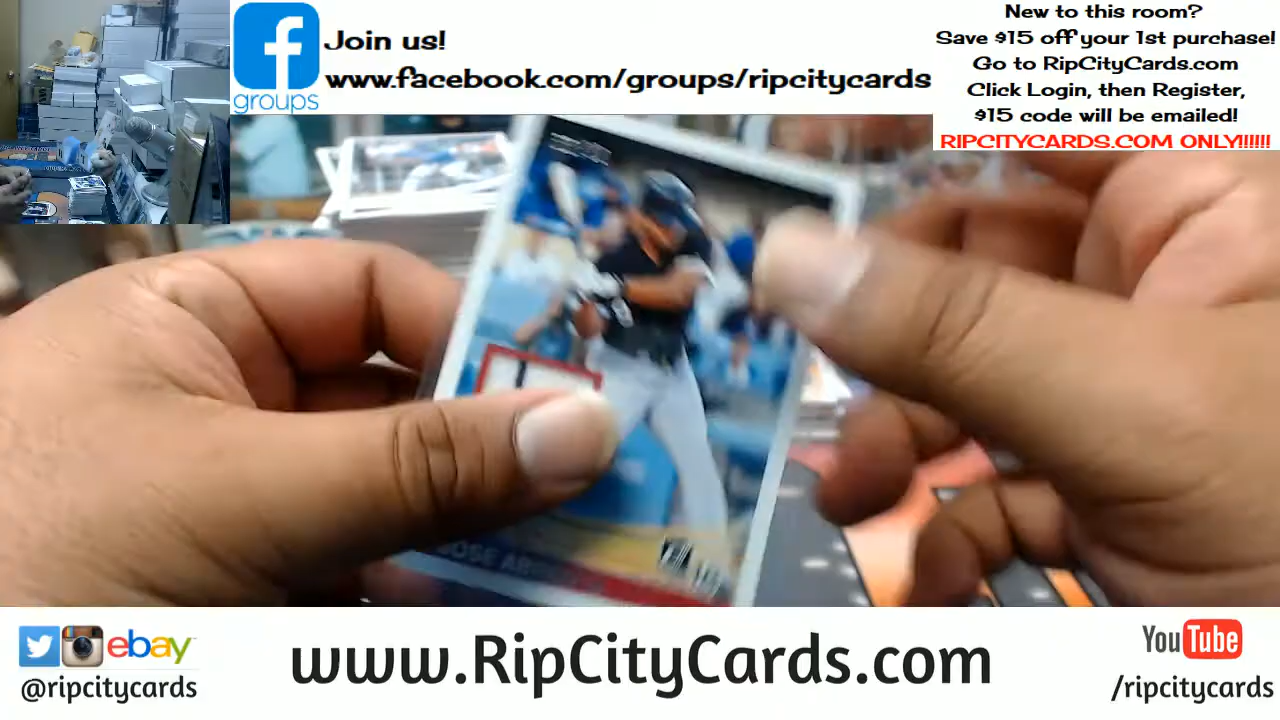 groups
Join us!
www.facebook.com/groups/ripcitycards
New to this room?
Save $15 off your 1st purchase!
Go to RipCityCards.com
Click Login, then Register,
$15 code will be emailed!
RIPCITYCARDS.COM ONLY!!!!!!
JOSE
ebay
@ripcitycards
www.RipCityCards.com
YouTube
/ripcitycards